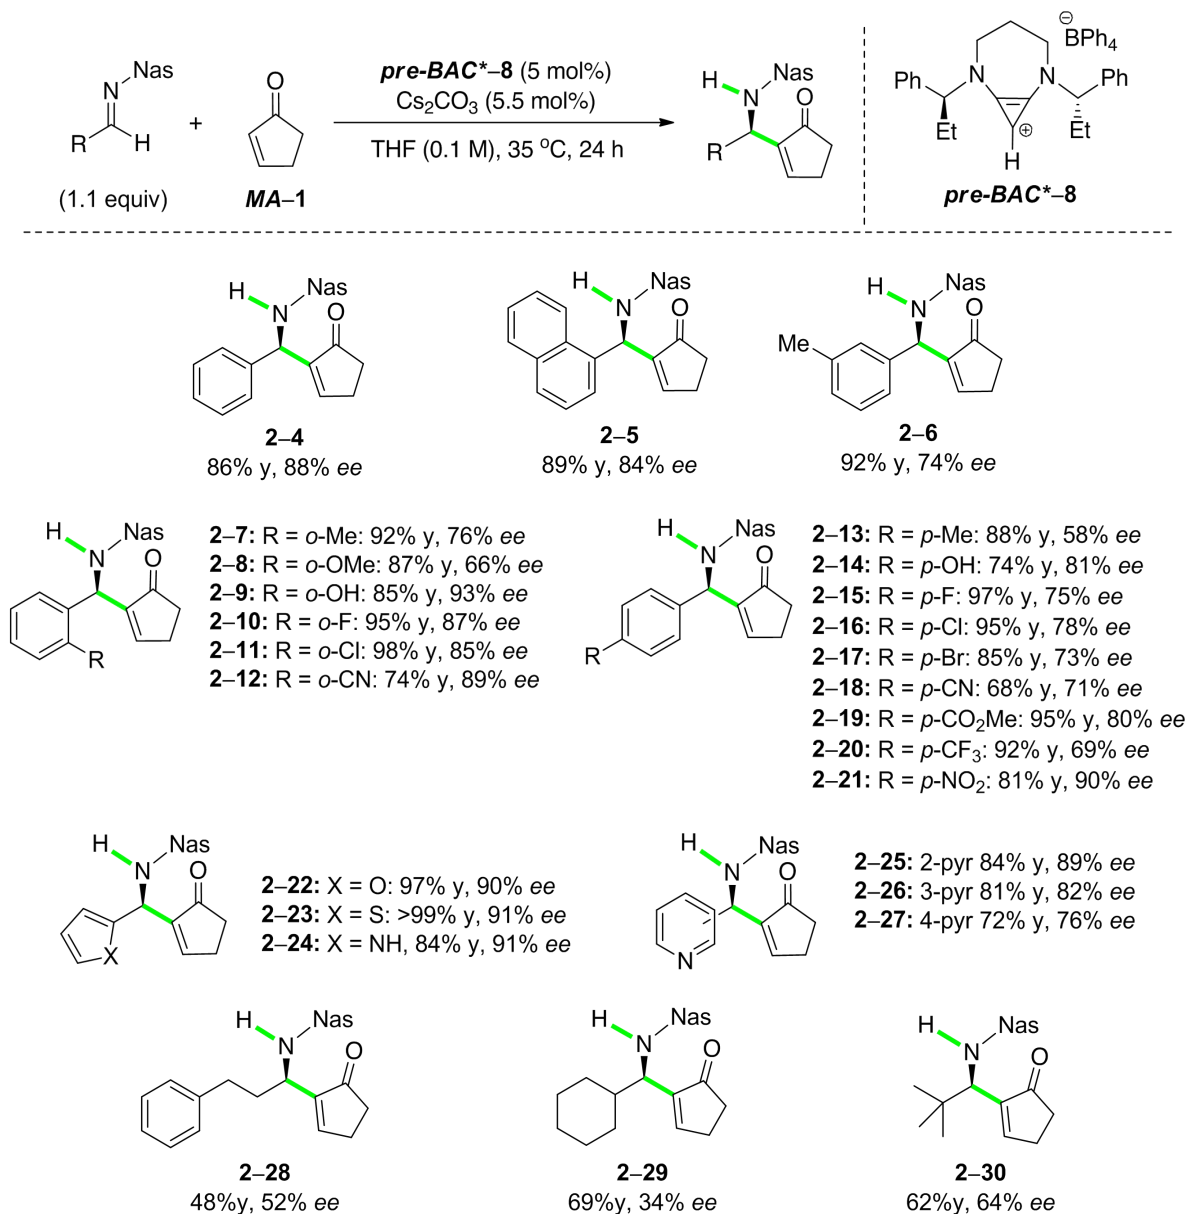 N Nas
R H
(1.1 equiv)
+
O
MA–1
pre-BAC*–8 (5 mol%)
Cs2CO3 (5.5 mol%)
THF (0.1 M), 35 oC, 24 h
H N Nas
R O
⊖
BPh4
Ph N N Ph
Et ⊕ Et
H
pre-BAC*–8
H N Nas O
2–4
86% y, 88% ee
H N Nas O
2–5
89% y, 84% ee
H N Nas O
Me
2–6
92% y, 74% ee
H N Nas O
R
2–7: R = o-Me: 92% y, 76% ee
2–8: R = o-OMe: 87% y, 66% ee
2–9: R = o-OH: 85% y, 93% ee
2–10: R = o-F: 95% y, 87% ee
2–11: R = o-Cl: 98% y, 85% ee
2–12: R = o-CN: 74% y, 89% ee
H N Nas O
R
2–13: R = p-Me: 88% y, 58% ee
2–14: R = p-OH: 74% y, 81% ee
2–15: R = p-F: 97% y, 75% ee
2–16: R = p-Cl: 95% y, 78% ee
2–17: R = p-Br: 85% y, 73% ee
2–18: R = p-CN: 68% y, 71% ee
2–19: R = p-CO2Me: 95% y, 80% ee
2–20: R = p-CF3: 92% y, 69% ee
2–21: R = p-NO2: 81% y, 90% ee
H N Nas O
X
2–22: X = O: 97% y, 90% ee
2–23: X = S: >99% y, 91% ee
2–24: X = NH, 84% y, 91% ee
H N Nas O
N
2–25: 2-pyr 84% y, 89% ee
2–26: 3-pyr 81% y, 82% ee
2–27: 4-pyr 72% y, 76% ee
H N Nas O
2–28
48%y, 52% ee
H N Nas O
2–29
69%y, 34% ee
H N Nas O
2–30
62%y, 64% ee